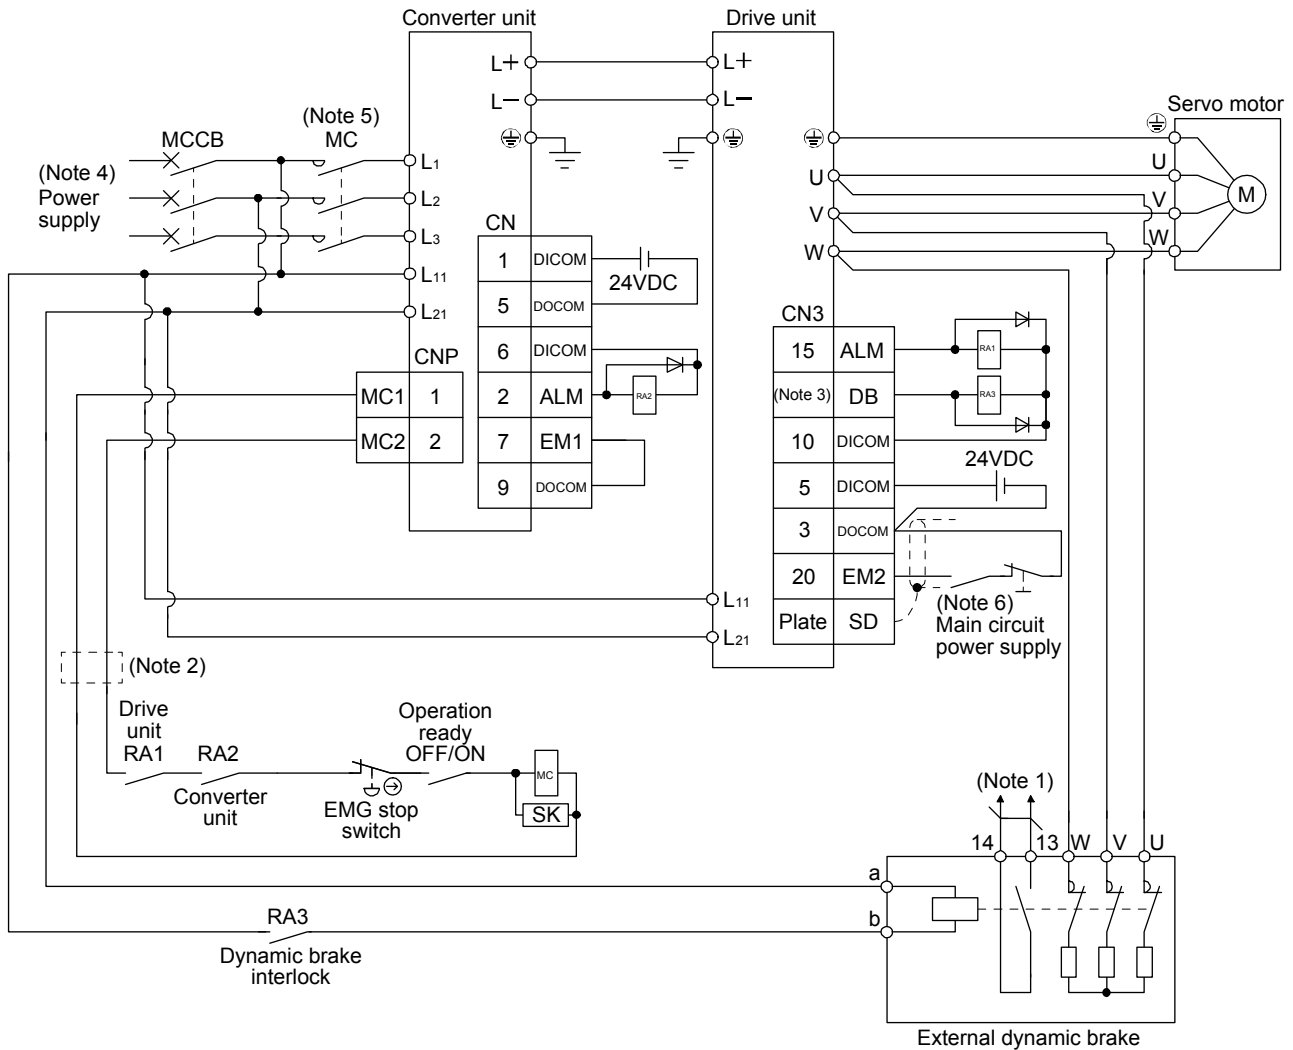 Converter unit
Drive unit
L+
L+
L−
L−
Servo motor
(Note 5)
MC
MCCB
(Note 4)
Power
supply
L1
L2
L3
L11
L21
U
V
W
U
V
W
M
CN
1 DICOM
5 DOCOM
6 DICOM
2 ALM
7 EM1
9 DOCOM
24VDC
RA2
CNP
MC1 1
MC2 2
CN3
15 ALM
(Note 3) DB
10 DICOM
5 DICOM
3 DOCOM
20 EM2
Plate SD
RA1
RA3
24VDC
(Note 6)
Main circuit
power supply
L11
L21
(Note 2)
Drive
unit
RA1
RA2
Converter
unit
EMG stop
switch
Operation
ready
OFF/ON
MC
SK
(Note 1)
14 13 W V U
a
b
RA3
Dynamic brake
interlock
External dynamic brake